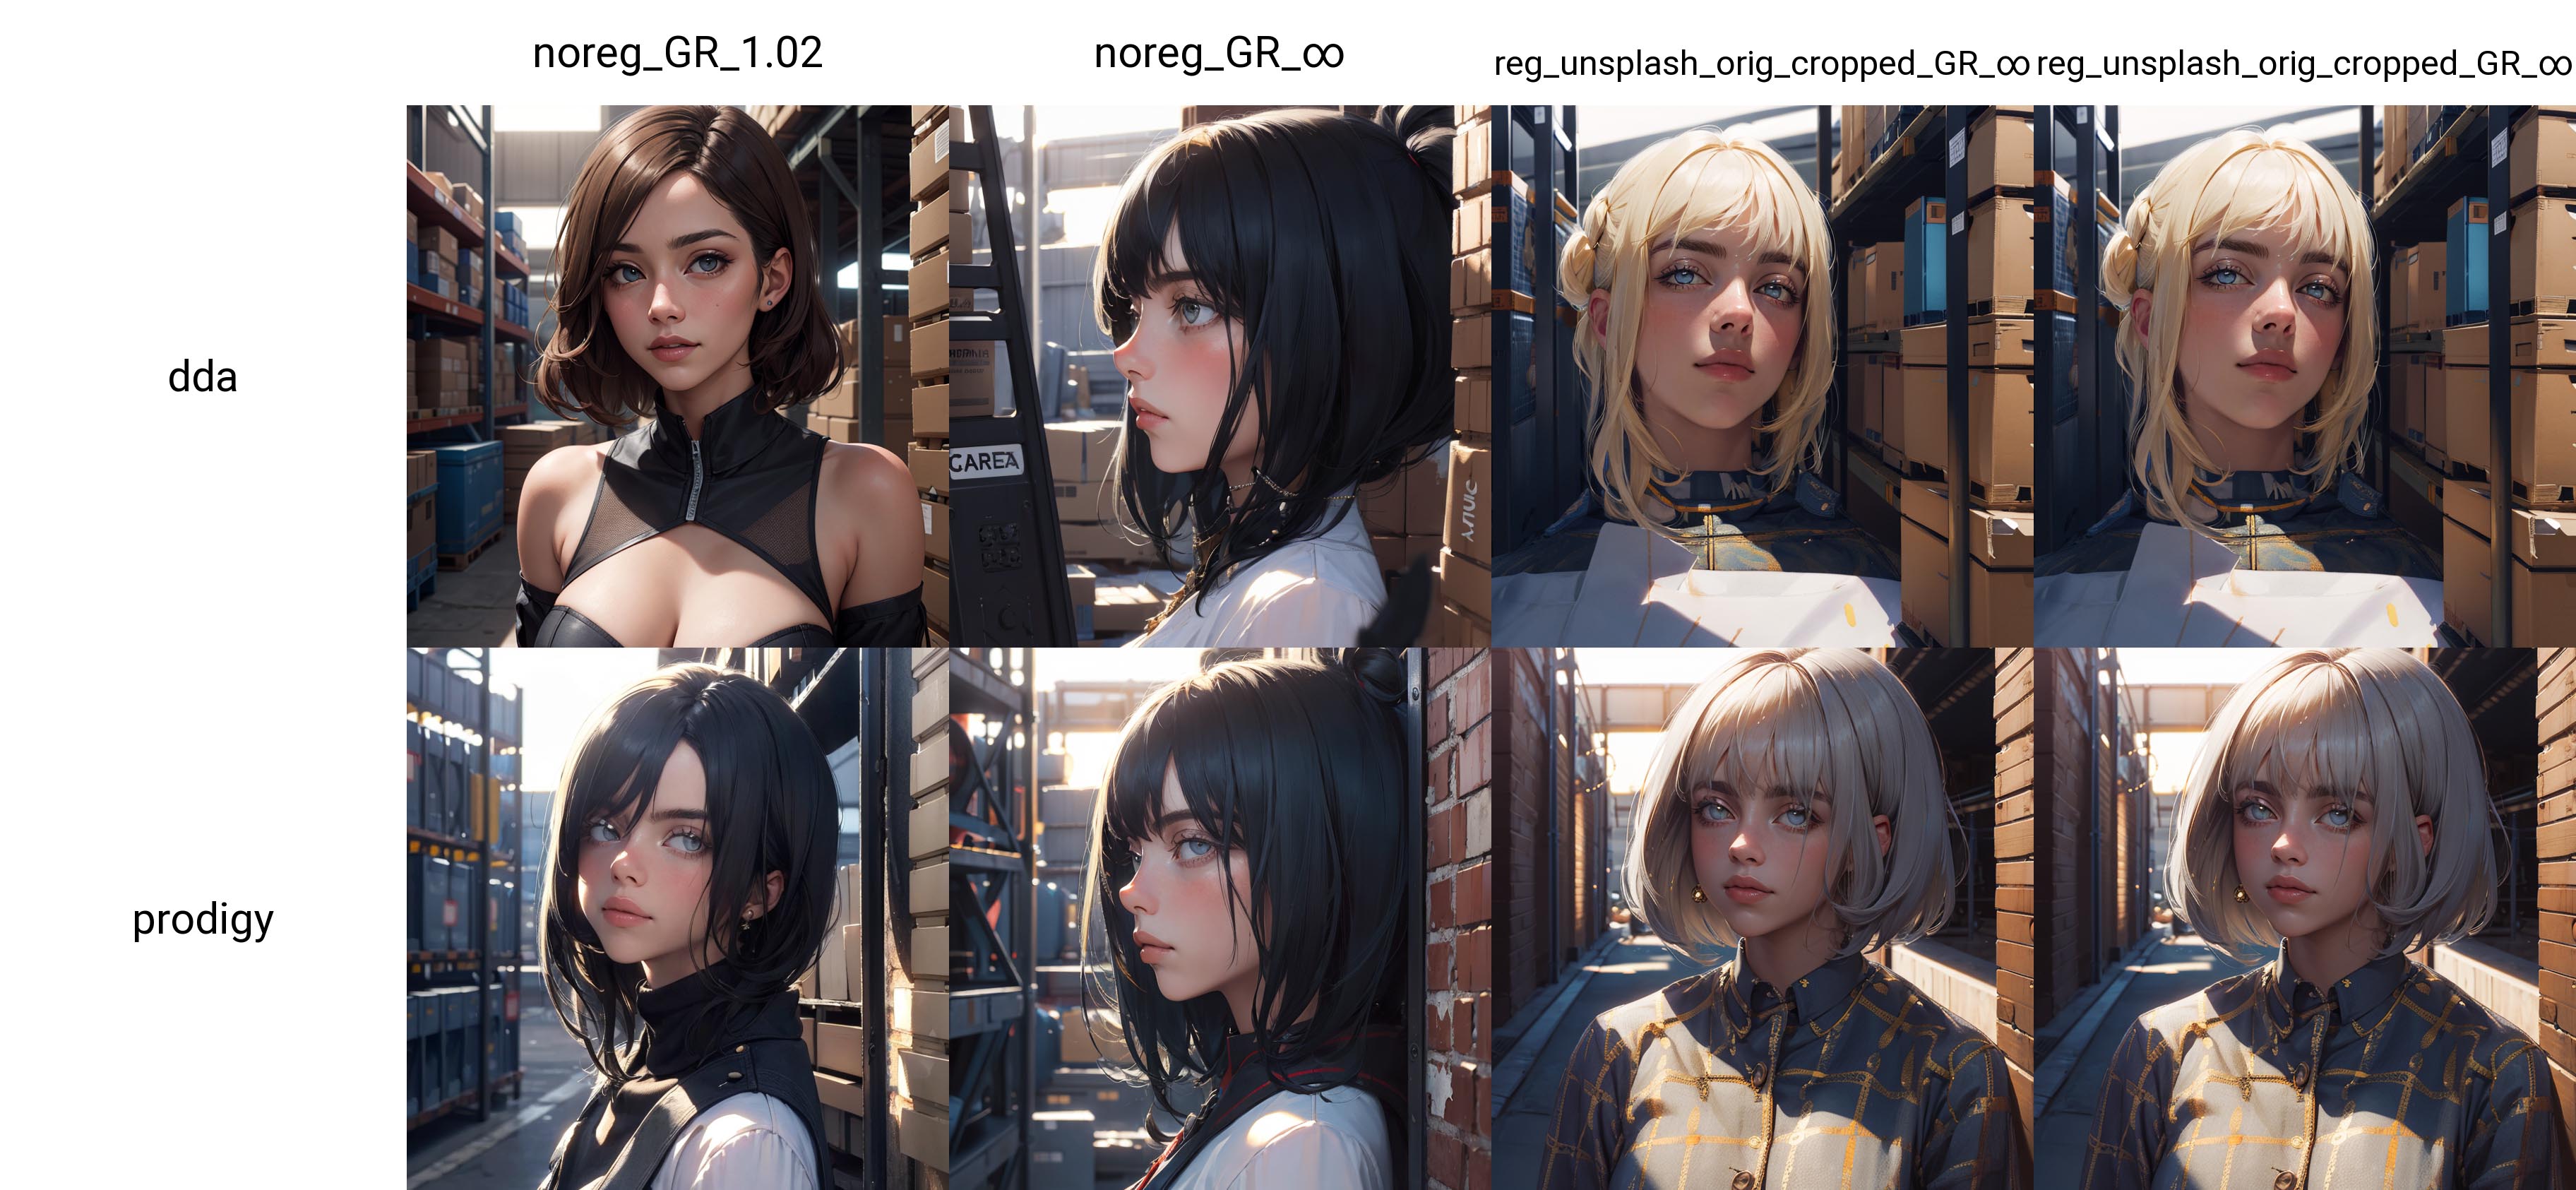 noreg_GR_1.02
noreg_GR_∞
reg_unsplash_orig_cropped_GR_∞
reg_unsplash_orig_cropped_GR_∞
dda
CAREA
prodigy